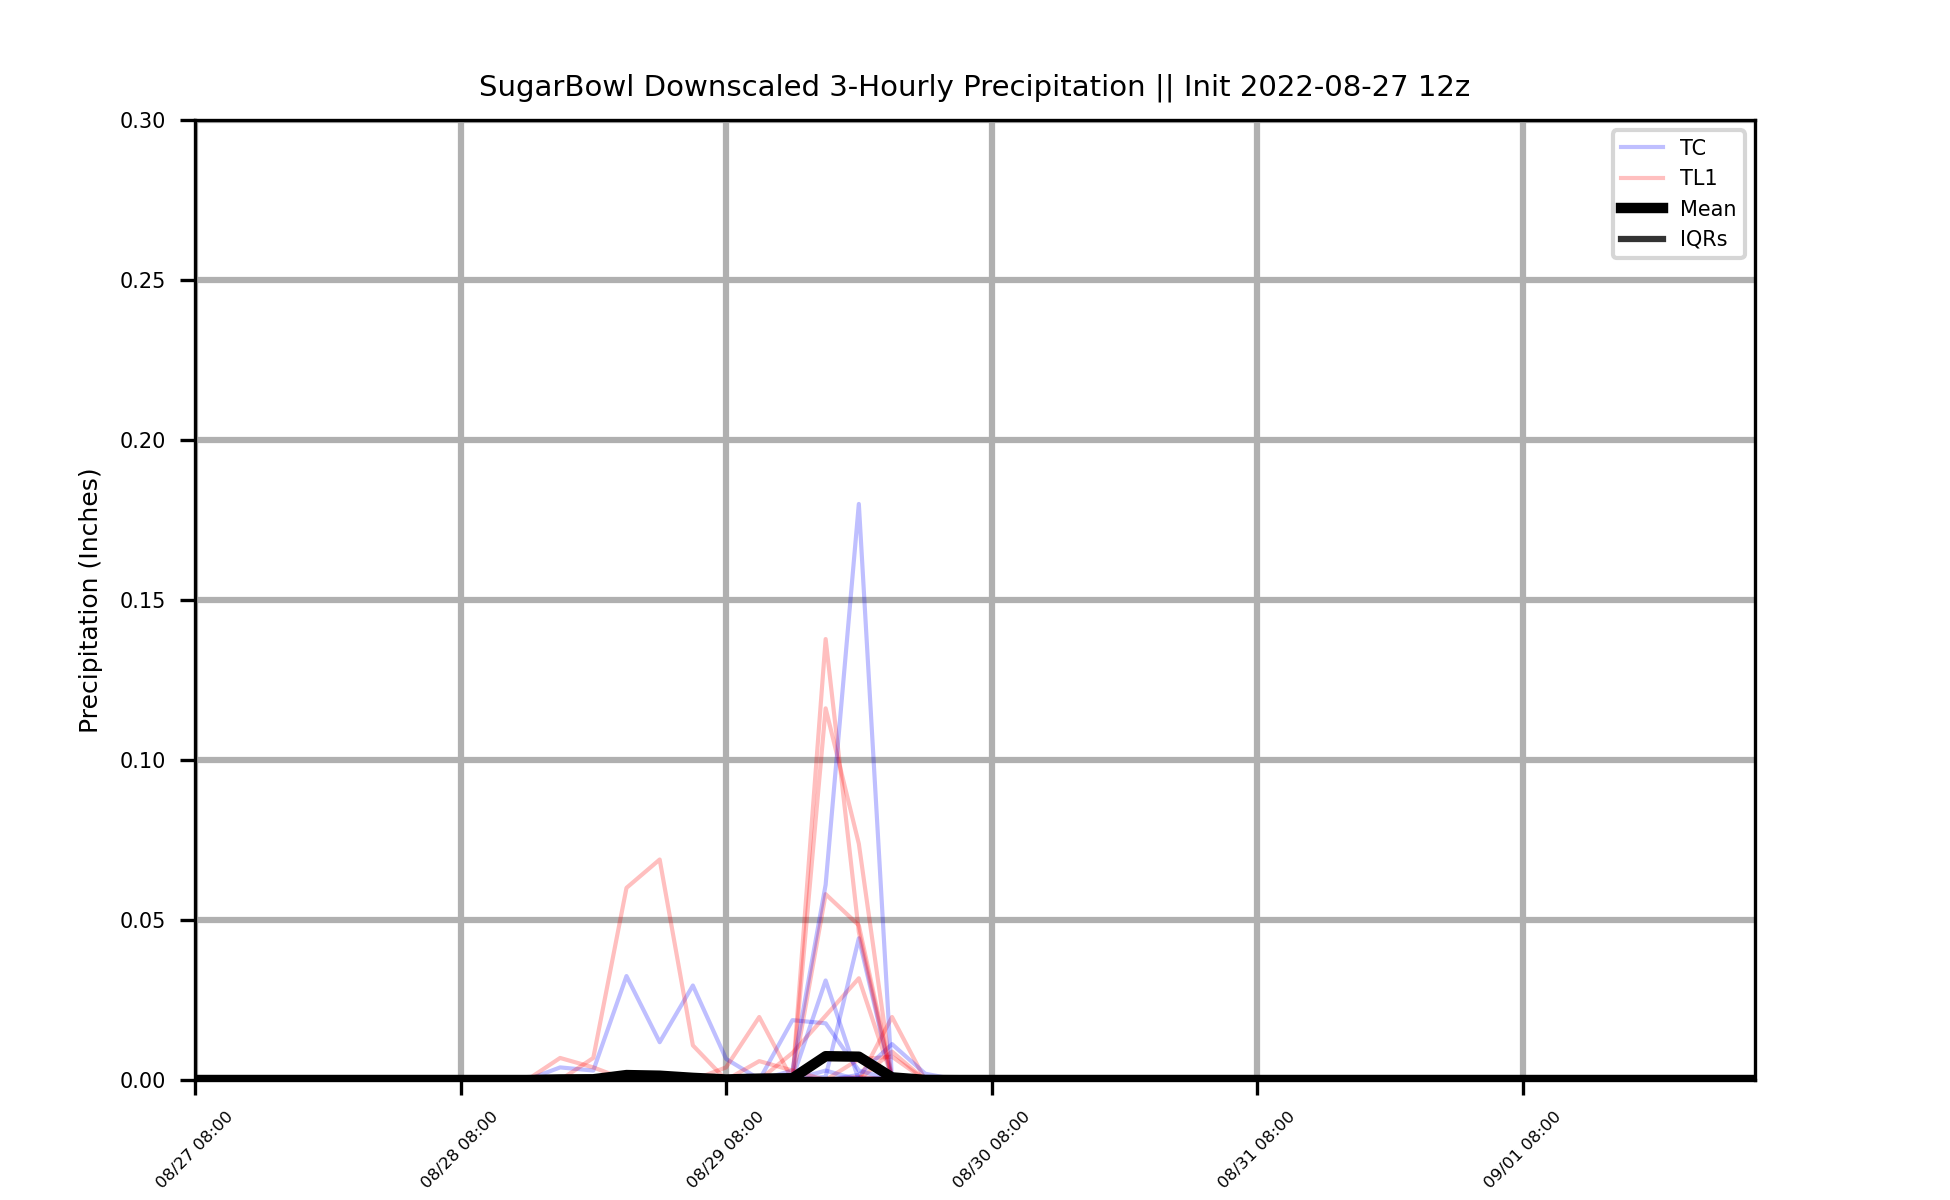 SugarBowl Downscaled 3-Hourly Precipitation || Init 2022-08-27 12z
TC
TL1
Mean
IQRs
Precipitation (Inches)
0.30
0.25
0.20
0.15
0.10
0.05
0.00
08/27 08:00
08/28 08:00
08/29 08:00
08/30 08:00
08/31 08:00
09/01 08:00